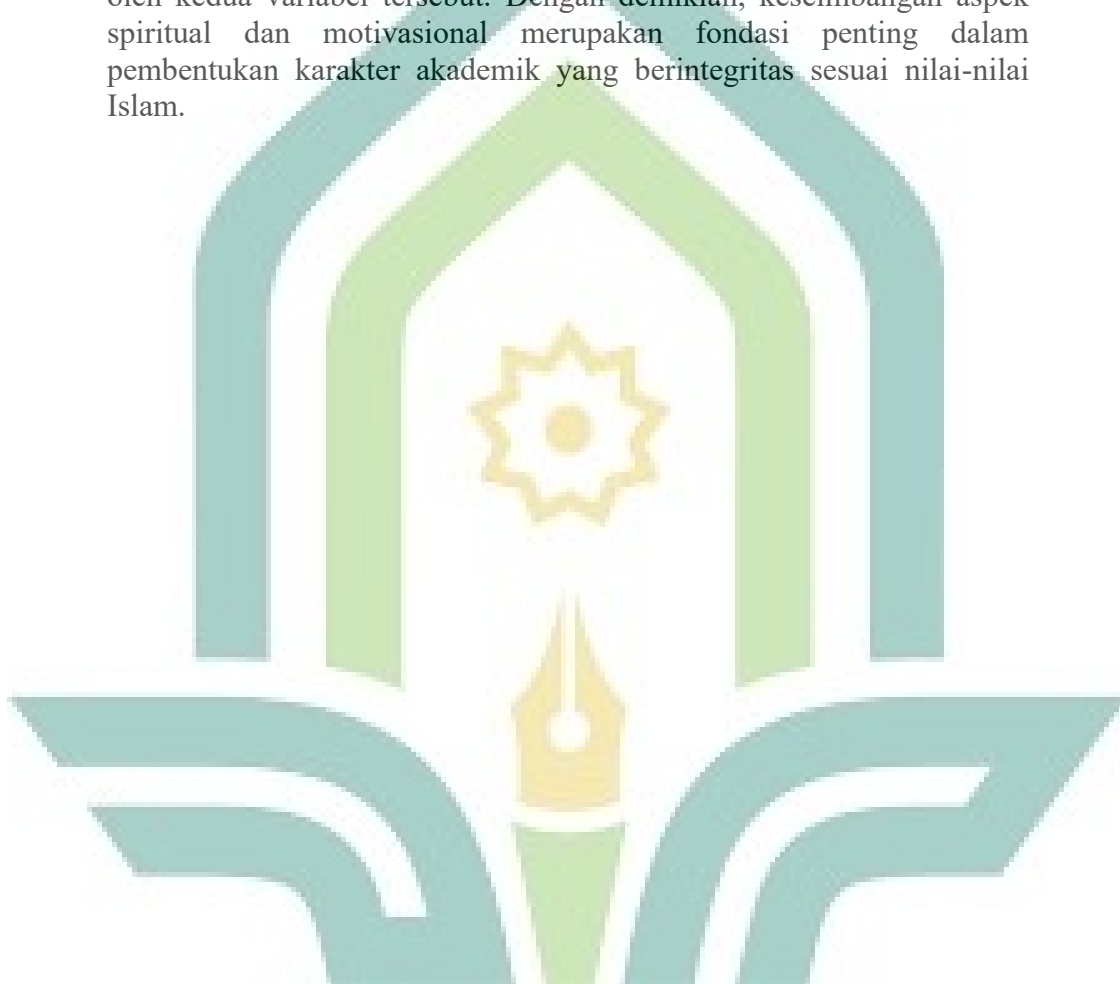 oleh kedua variabel tersebut. Dengan demikian, keseimbangan aspek
spiritual dan motivasional merupakan fondasi penting dalam
pembentukan karakter akademik yang berintegritas sesuai nilai-nilai
Islam.